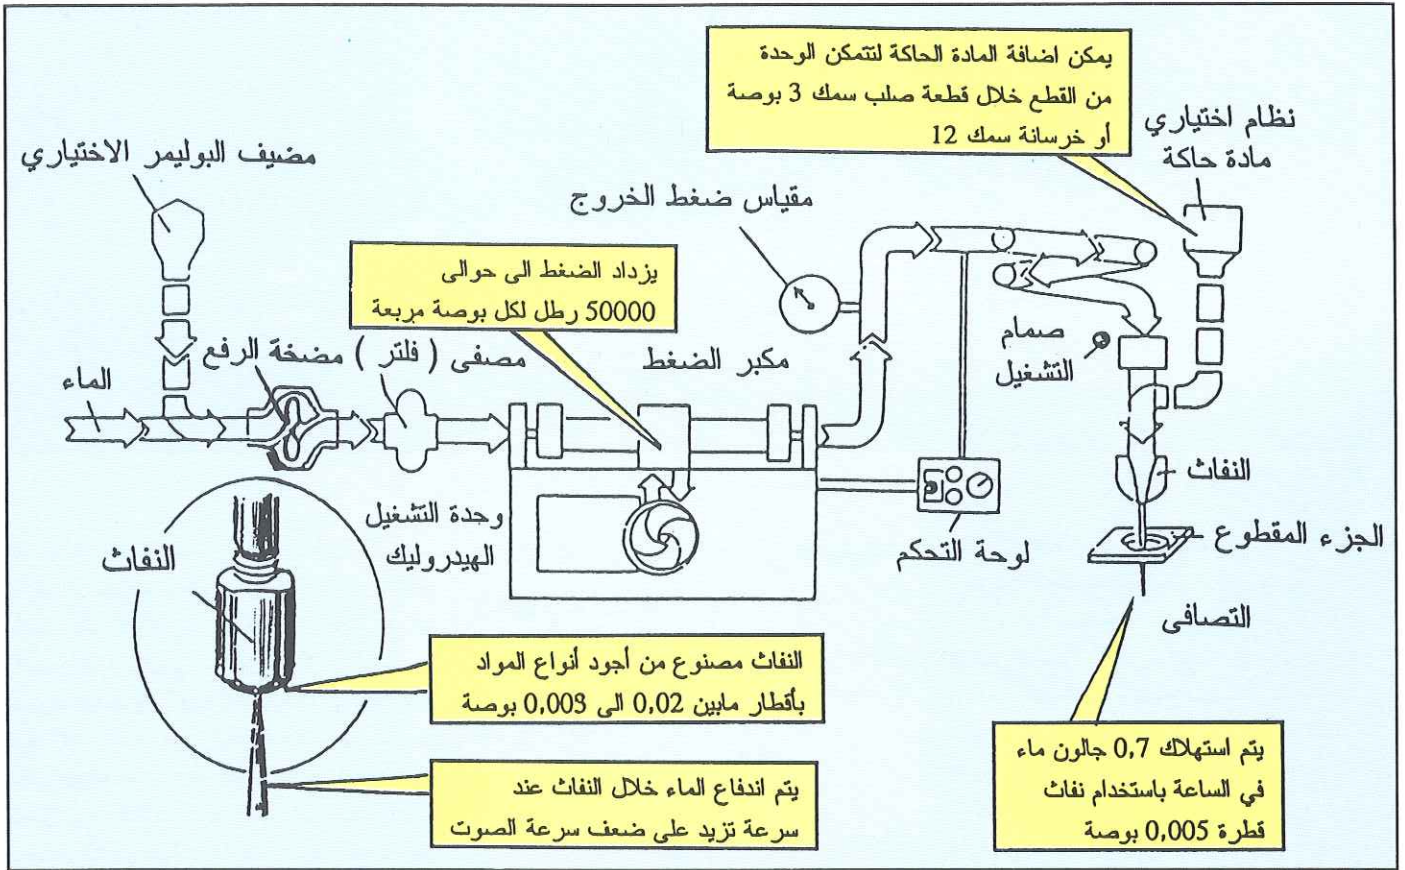 يمكن اضافة المادة الحاكة لتتمكن الوحدة
من القطع خلال قطعة صلب سمك 3 بوصة
أو خرسانة سمك 12
نظام اختياري
مادة حاكة
مضيف البوليمر الاختياري
مقياس ضغط الخروج
يزداد الضغط الى حوالى
50000 رطل لكل بوصة مربعة
صمام
التشغيل
مكبر الضغط
مصفى ( فلتر )
مضخة الرفع
الماء
النفاث
الجزء المقطوع
التصافى
لوحة التحكم
وحدة التشغيل
الهيدروليك
النفاث
النفاث مصنوع من أجود أنواع المواد
بأقطار مابين 0,02 الى 0,003 بوصة
يتم اندفاع الماء خلال النفاث عند
سرعة تزيد على ضعف سرعة الصوت
يتم استهلاك 0,7 جالون ماء
في الساعة باستخدام نفاث
قطرة 0,005 بوصة